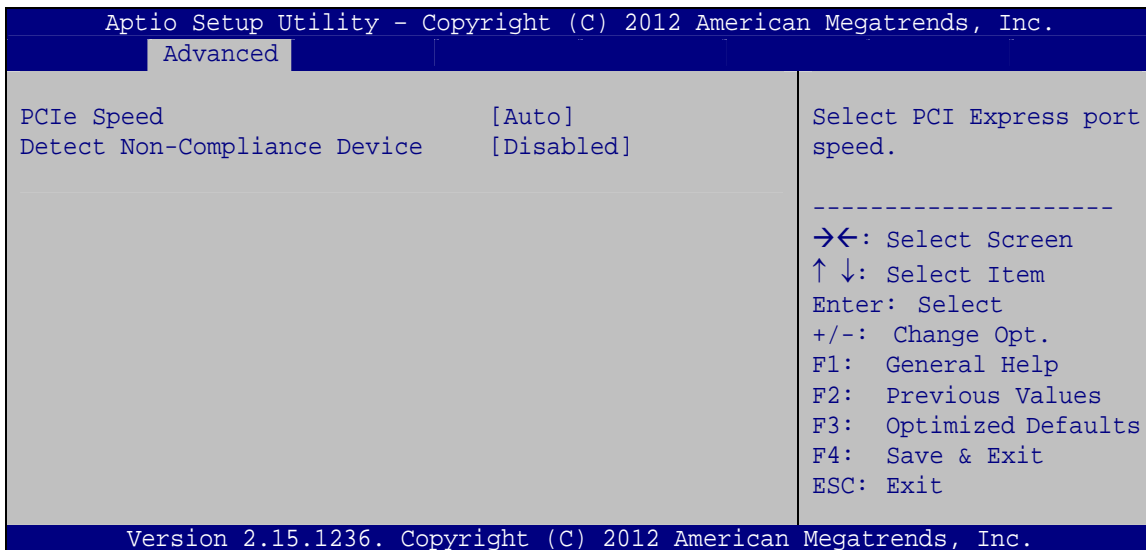 Aptio Setup Utility – Copyright (C) 2012 American Megatrends, Inc.
Advanced
PCIe Speed [Auto]
Detect Non-Compliance Device [Disabled]
Select PCI Express port
speed.
---------------------
→←: Select Screen
↑ ↓: Select Item
Enter: Select
+/-: Change Opt.
F1: General Help
F2: Previous Values
F3: Optimized Defaults
F4: Save & Exit
ESC: Exit
Version 2.15.1236. Copyright (C) 2012 American Megatrends, Inc.